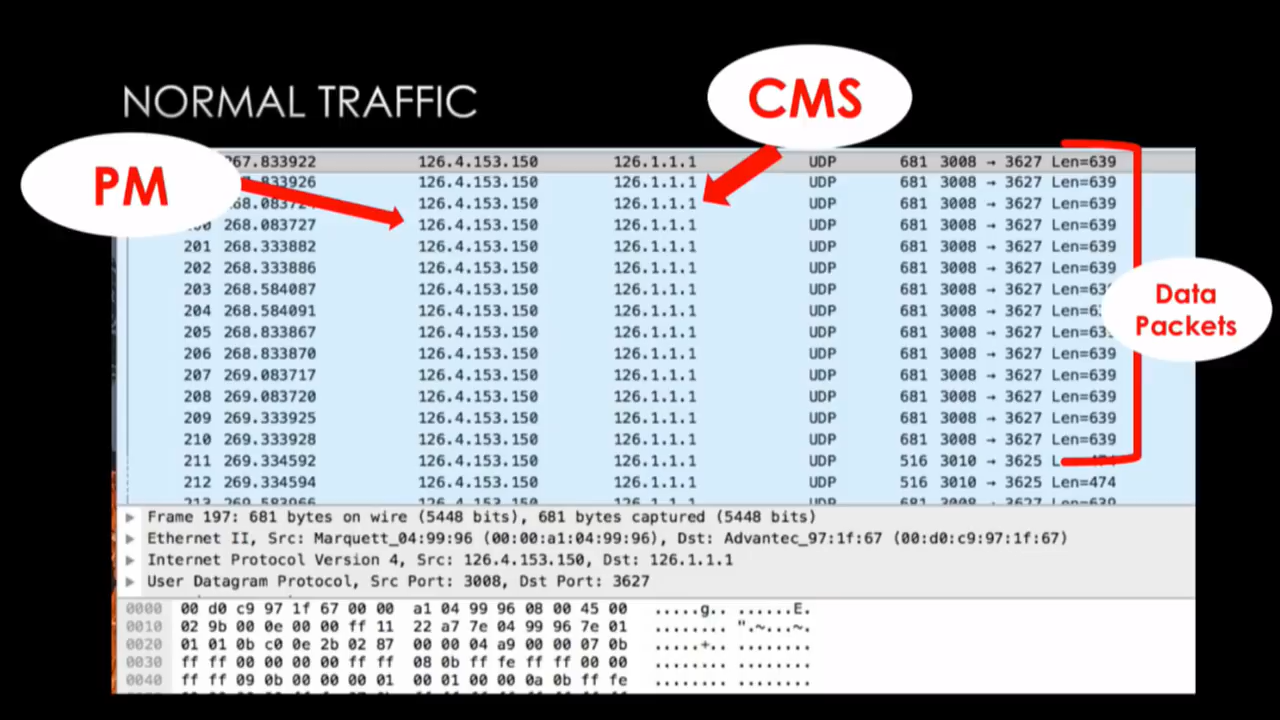 NORMAL TRAFFIC
CMS
PM
Data
Packets
67.833922 126.4.153.150 126.1.1.1 UDP 681 3008 → 3627 Len=639
126.4.153.150 126.1.1.1 UDP 681 3008 → 3627 Len=639
126.4.153.150 126.1.1.1 UDP 681 3008 → 3627 Len=639
268.083727 126.4.153.150 126.1.1.1 UDP 681 3008 → 3627 Len=639
201 268.333882 126.4.153.150 126.1.1.1 UDP 681 3008 → 3627 Len=639
202 268.333886 126.4.153.150 126.1.1.1 UDP 681 3008 → 3627 Len=639
203 268.584087 126.4.153.150 126.1.1.1 UDP 681 3008 → 3627
204 268.584091 126.4.153.150 126.1.1.1 UDP 681 3008 → 3627
205 268.833867 126.4.153.150 126.1.1.1 UDP 681 3008 → 3627
206 268.833870 126.4.153.150 126.1.1.1 UDP 681 3008 → 3627 Len=639
207 269.083717 126.4.153.150 126.1.1.1 UDP 681 3008 → 3627 Len=639
208 269.083720 126.4.153.150 126.1.1.1 UDP 681 3008 → 3627 Len=639
209 269.333925 126.4.153.150 126.1.1.1 UDP 681 3008 → 3627 Len=639
210 269.333928 126.4.153.150 126.1.1.1 UDP 681 3008 → 3627 Len=639
211 269.334592 126.4.153.150 126.1.1.1 UDP 516 3010 → 3625
212 269.334594 126.4.153.150 126.1.1.1 UDP 516 3010 → 3625 Len=474
213 269.583966 126.4.153.150 126.1.1.1 UDP 681 3008 → 3627 Len=639
Frame 197: 681 bytes on wire (5448 bits), 681 bytes captured (5448 bits)
Ethernet II, Src: Marquett_04:99:96 (00:00:a1:04:99:96), Dst: Advantec_97:1f:67 (00:d0:c9:97:1f:67)
Internet Protocol Version 4, Src: 126.4.153.150, Dst: 126.1.1.1
User Datagram Protocol, Src Port: 3008, Dst Port: 3627
0000 00 d0 c9 97 1f 67 00 00 a1 04 99 96 08 00 45 00 .....g.. ......E.
0010 02 9b 00 0e 00 00 ff 11 22 a7 7e 04 99 96 7e 01 ........ ".~...~.
0020 01 01 0b c0 0e 2b 02 87 00 00 04 a9 00 00 07 0b .....+.. ........
0030 ff ff 00 00 00 00 ff ff 08 0b ff fe ff ff 00 00 ........ ........
0040 ff ff 09 0b 00 00 00 01 00 01 00 00 0a 0b ff fe ........ ........